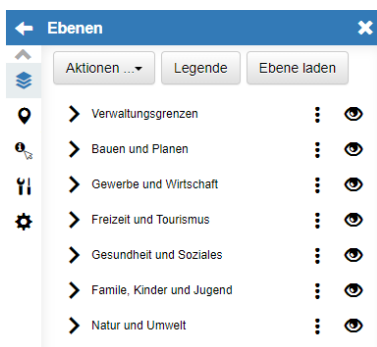 Ebenen
Aktionen ...
Legende
Ebene laden
Verwaltungsgrenzen
Bauen und Planen
Gewerbe und Wirtschaft
Freizeit und Tourismus
Gesundheit und Soziales
Famile, Kinder und Jugend
Natur und Umwelt